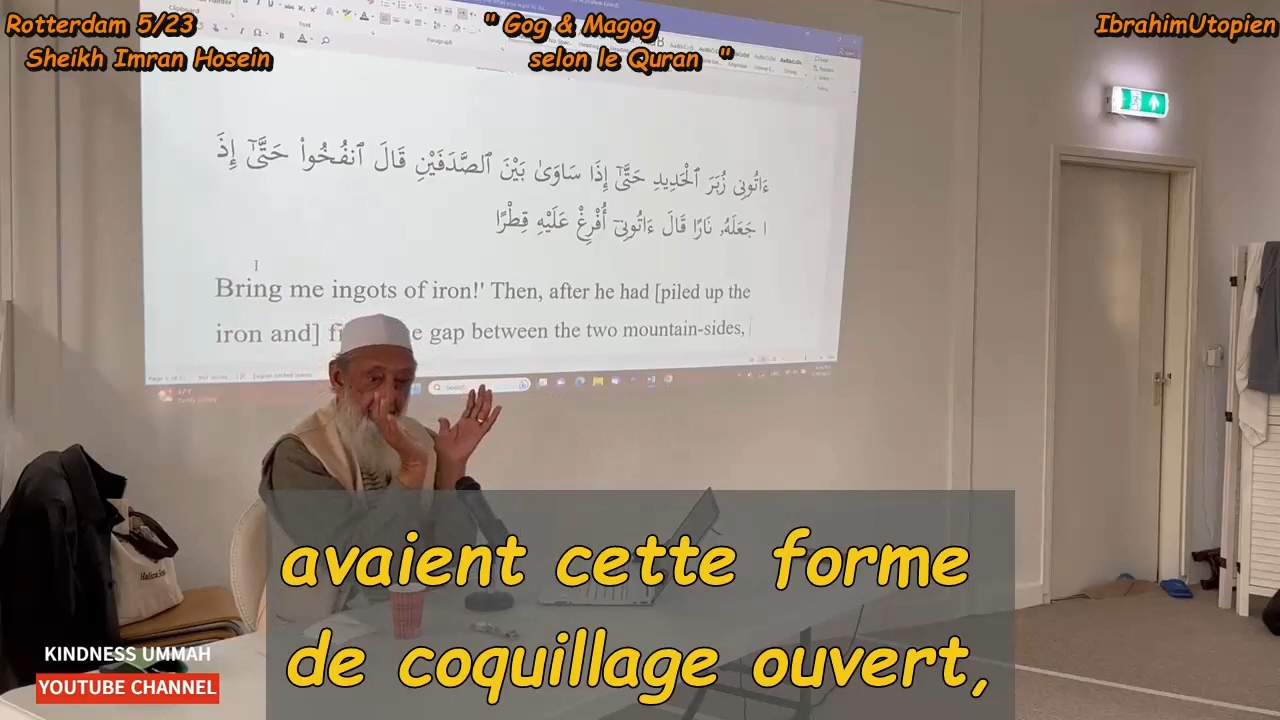 Rotterdam 5/23
Sheikh Imran Hosein
" Gog & Magog
selon le Quran "
IbrahimUtopien
ءَاتُونِى زُبَرَ ٱلْحَدِيدِ حَتَّىٰٓ إِذَا سَاوَىٰ بَيْنَ ٱلصَّدَفَيْنِ قَالَ ٱنفُخُوا۟ حَتَّىٰٓ إِذَ
ا جَعَلَهُۥ نَارًا قَالَ ءَاتُونِىٓ أُفْرِغْ عَلَيْهِ قِطْرًا
Bring me ingots of iron!' Then, after he had [piled up the
iron and] gap between the two mountain-sides,
Search
avaient cette forme
de coquillage ouvert,
KINDNESS UMMAH
YOUTUBE CHANNEL